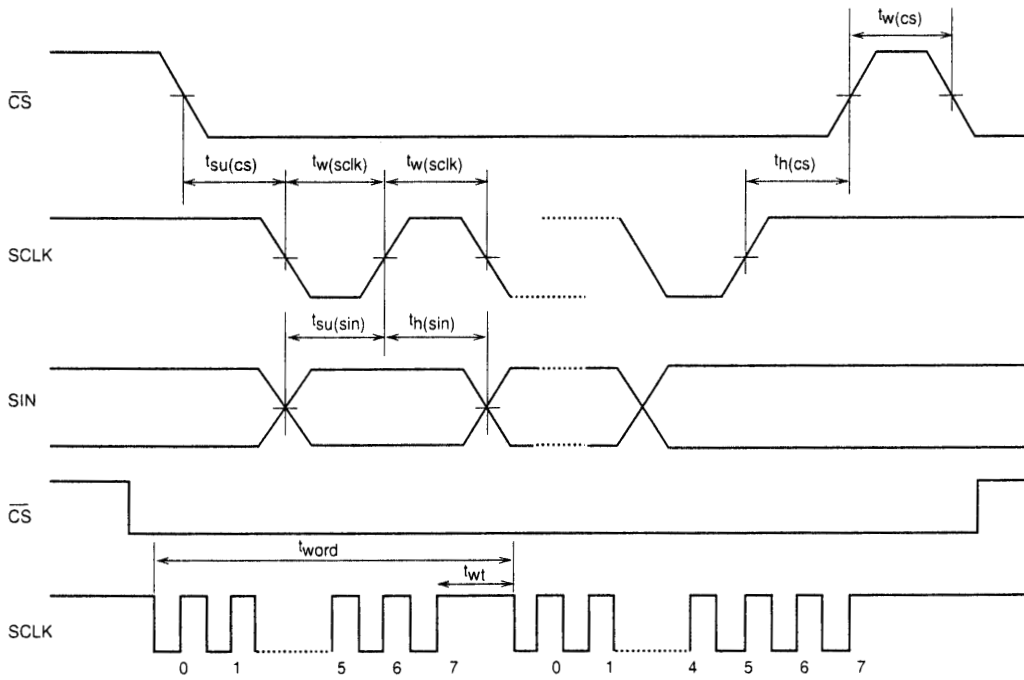 tw(cs)
CS
tsu(cs) tw(sclk) tw(sclk) th(cs)
SCLK
tsu(sin) th(sin)
SIN
CS
tword
twt
SCLK
0 1 5 6 7 0 1 4 5 6 7